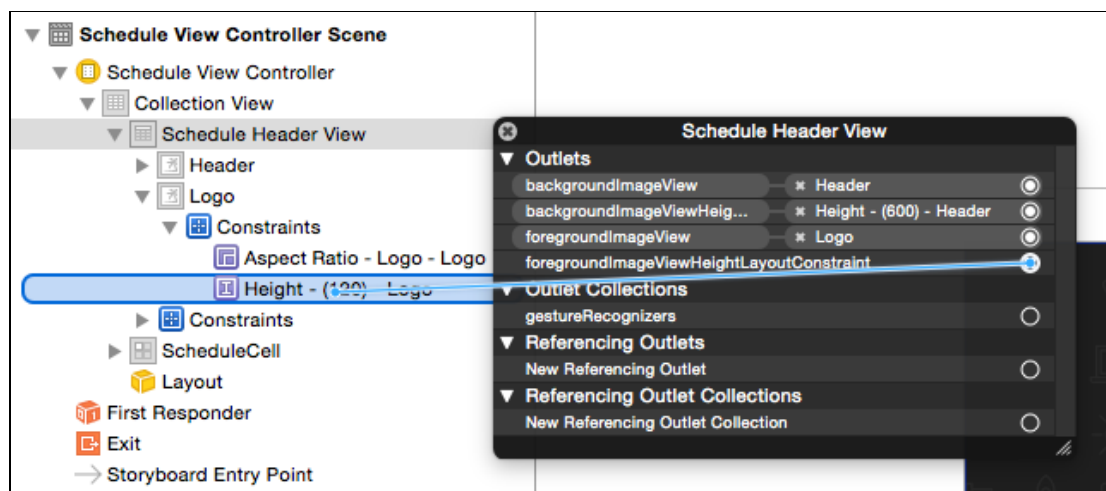 Schedule View Controller Scene
Schedule View Controller
Collection View
Schedule Header View
Header
Logo
Constraints
Aspect Ratio - Logo - Logo
Height - (120) - Logo
Constraints
ScheduleCell
Layout
First Responder
Exit
Storyboard Entry Point
Schedule Header View
Outlets
backgroundImageView Header
backgroundImageViewHeig... Height - (600) - Header
foregroundImageView Logo
foregroundImageViewHeightLayoutConstraint
Outlet Collections
gestureRecognizers
Referencing Outlets
New Referencing Outlet
Referencing Outlet Collections
New Referencing Outlet Collection